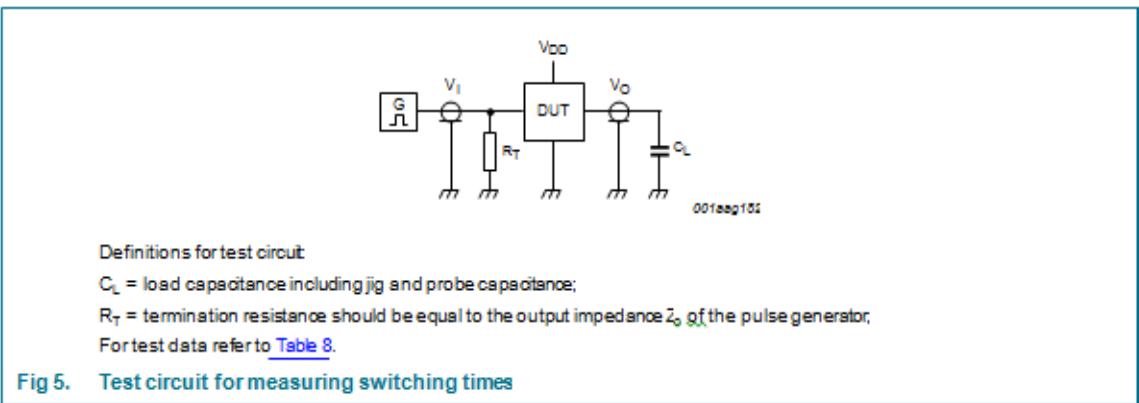 VDD
VI
VO
G
DUT
RT
CL
001aag182
Definitions for test circuit:
CL = load capacitance including jig and probe capacitance;
RT = termination resistance should be equal to the output impedance Zo of the pulse generator;
For test data refer to Table 8.
Fig 5. Test circuit for measuring switching times